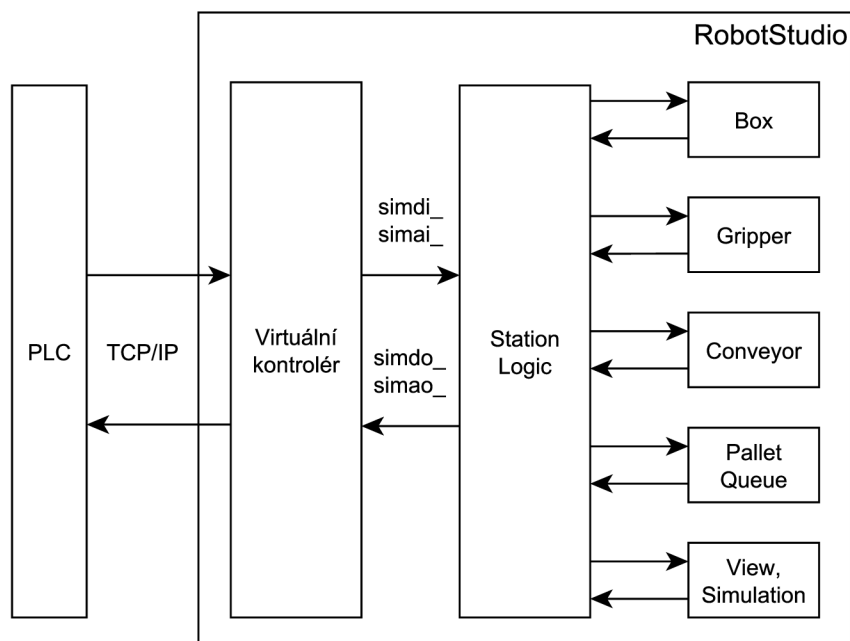 RobotStudio
PLC
TCP/IP
Virtuální
kontrolér
simdi_
simai_
simdo_
simao_
Station
Logic
Box
Gripper
Conveyor
Pallet
Queue
View,
Simulation